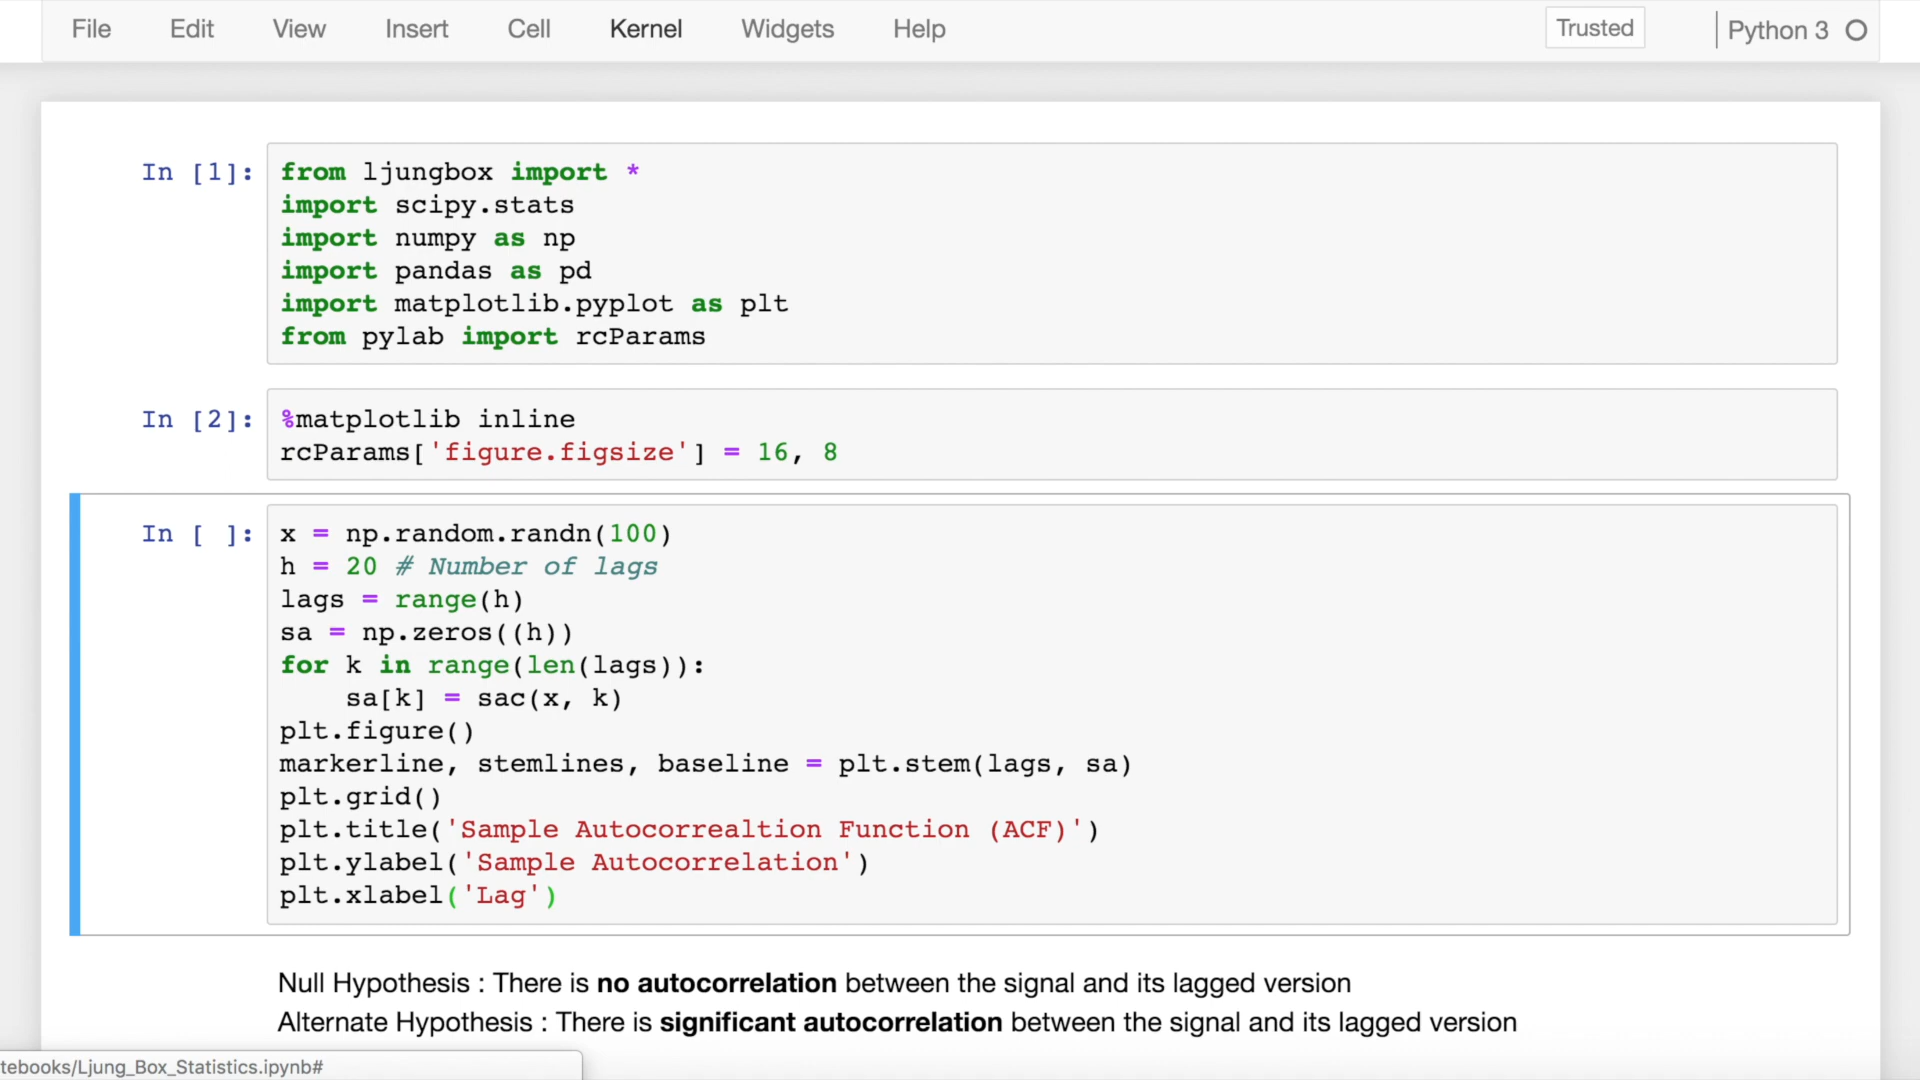 File Edit View Insert Cell Kernel Widgets Help Trusted Python 3
In [1]: from ljungbox import *
import scipy.stats
import numpy as np
import pandas as pd
import matplotlib.pyplot as plt
from pylab import rcParams
In [2]: %matplotlib inline
rcParams['figure.figsize'] = 16, 8
In [ ]: x = np.random.randn(100)
h = 20 # Number of lags
lags = range(h)
sa = np.zeros((h))
for k in range(len(lags)):
    sa[k] = sac(x, k)
plt.figure()
markerline, stemlines, baseline = plt.stem(lags, sa)
plt.grid()
plt.title('Sample Autocorrealtion Function (ACF)')
plt.ylabel('Sample Autocorrelation')
plt.xlabel('Lag')
Null Hypothesis : There is no autocorrelation between the signal and its lagged version
Alternate Hypothesis : There is significant autocorrelation between the signal and its lagged version
tebooks/Ljung_Box_Statistics.ipynb#